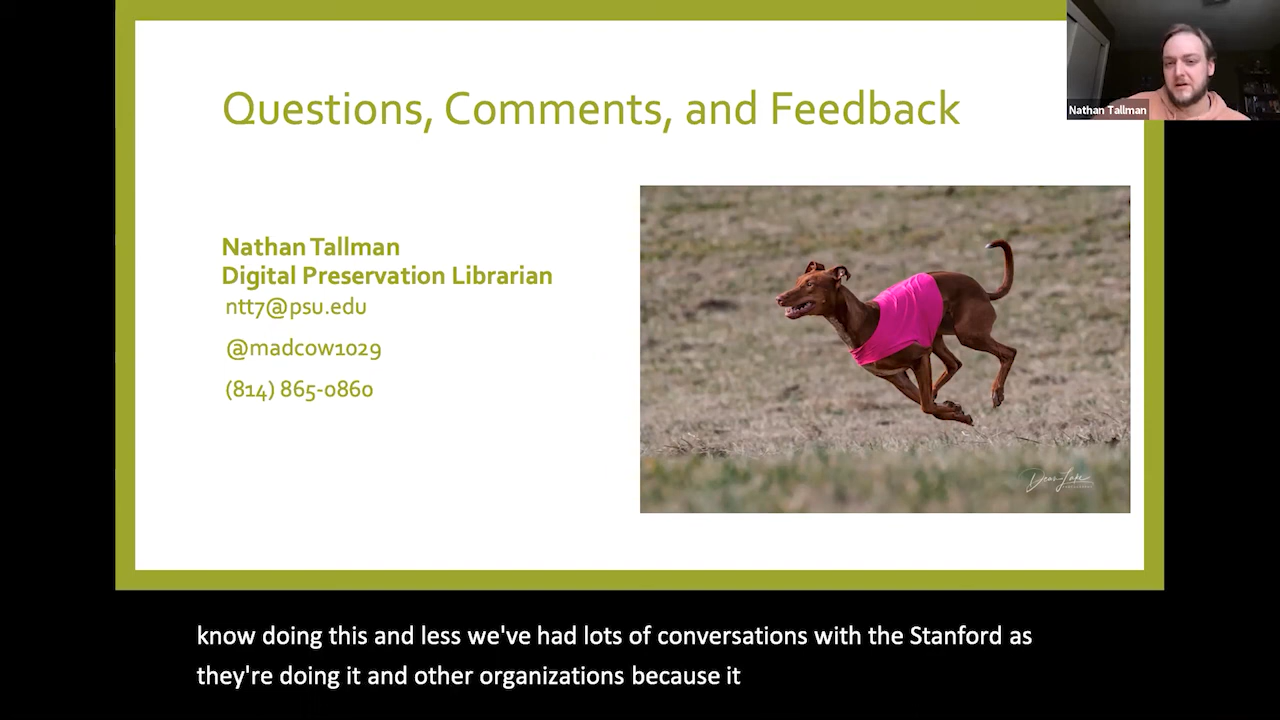 Questions, Comments, and Feedback
Nathan Tallman
Nathan Tallman
Digital Preservation Librarian
ntt7@psu.edu
@madcow1029
(814) 865-0860
know doing this and less we've had lots of conversations with the Stanford as
they're doing it and other organizations because it